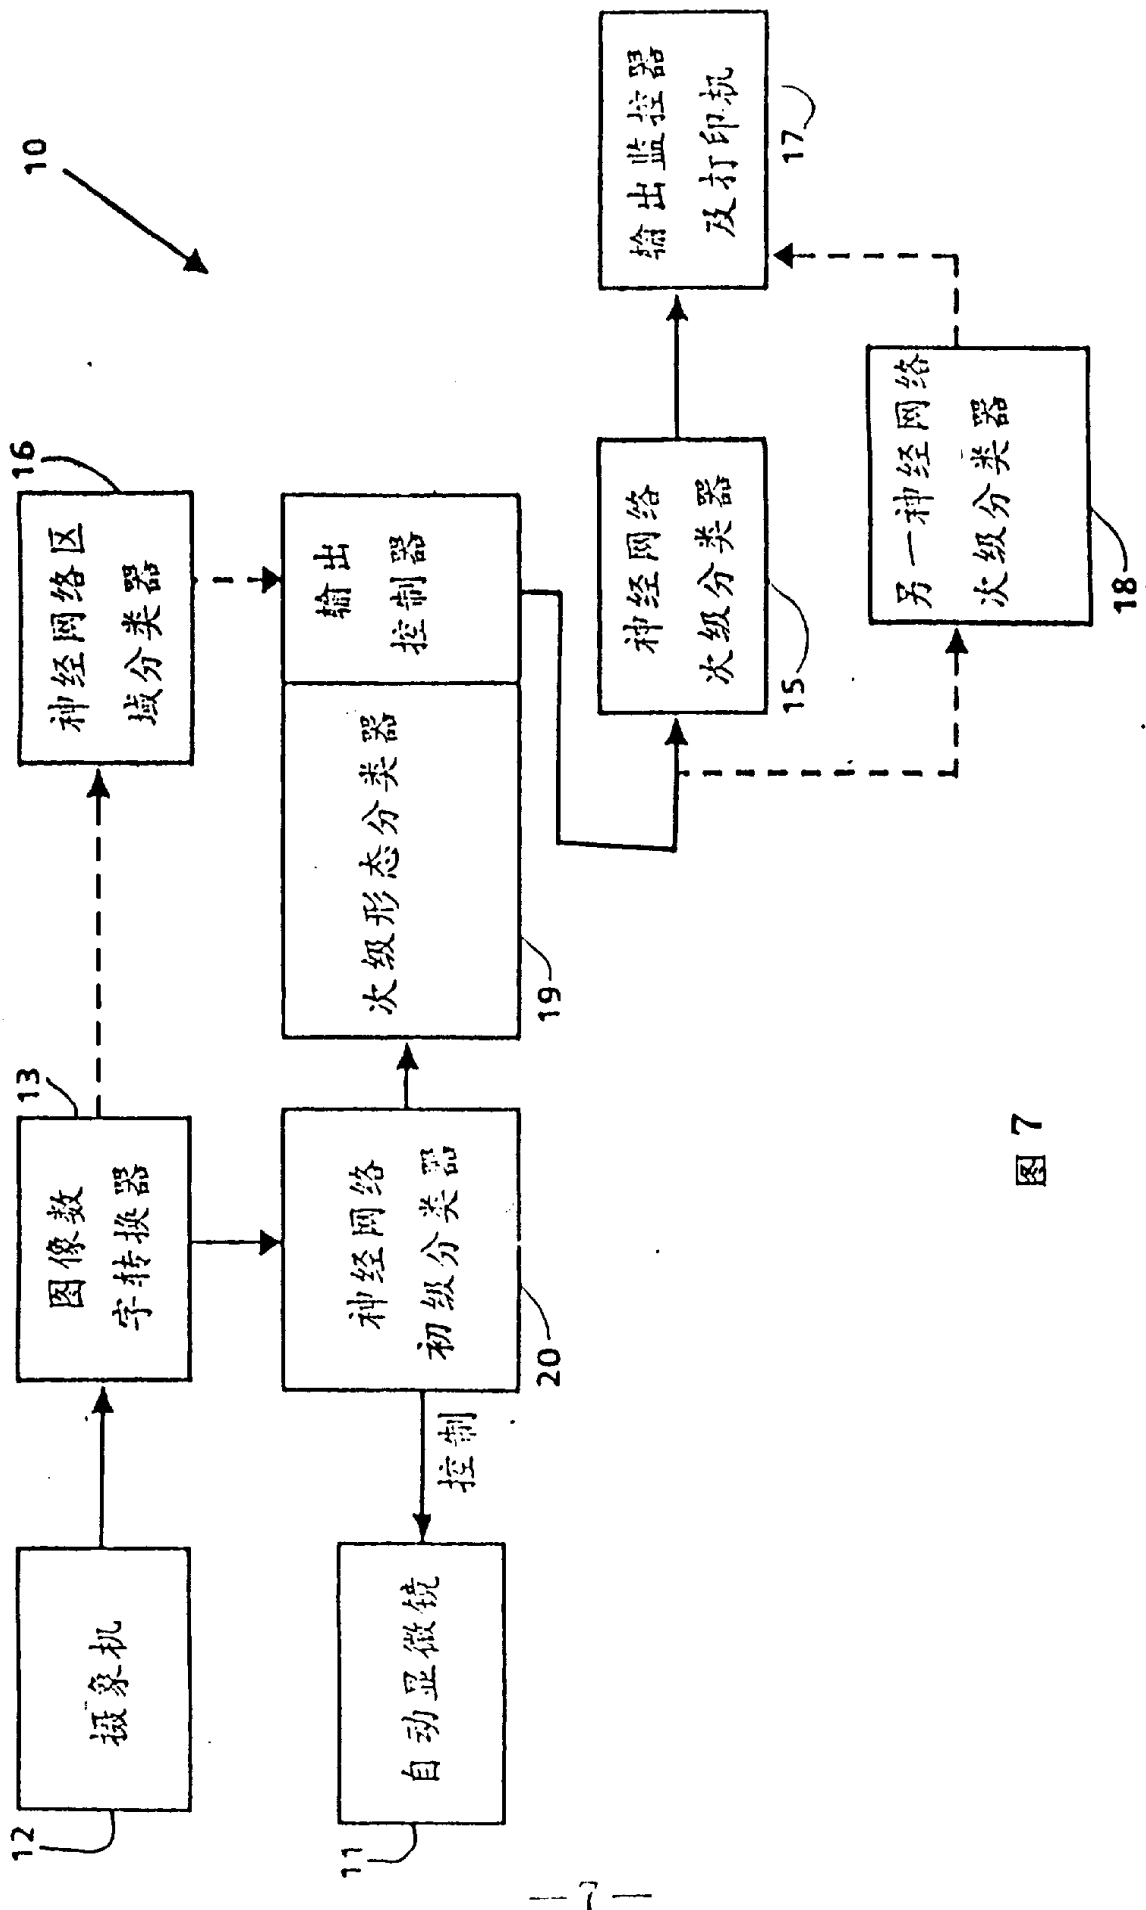 10
12
摄象机
13
图像数
字转换器
16
神经网络区
域分类器
11
自动显微镜
控制
20
神经网络
初级分类器
19
次级形态分类器
输出
控制器
15
神经网络
次级分类器
17
输出监控器
及打印机
18
另一神经网络
次级分类器
图 7
—7—